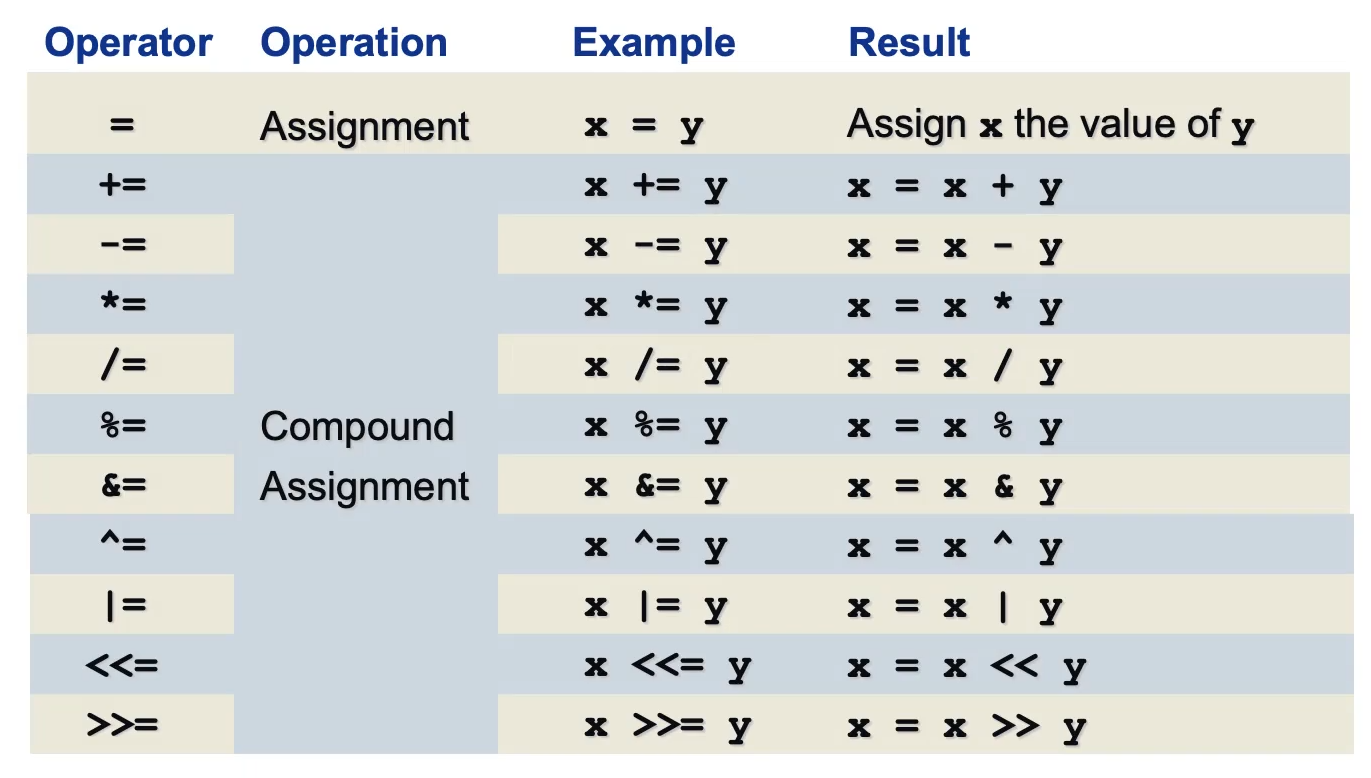 Operator Operation Example Result
= Assignment x = y Assign x the value of y
+= x += y x = x + y
-= x -= y x = x - y
*= x *= y x = x * y
/= x /= y x = x / y
%= Compound x %= y x = x % y
&= Assignment x &= y x = x & y
^= x ^= y x = x ^ y
|= x |= y x = x | y
<<= x <<= y x = x << y
>>= x >>= y x = x >> y